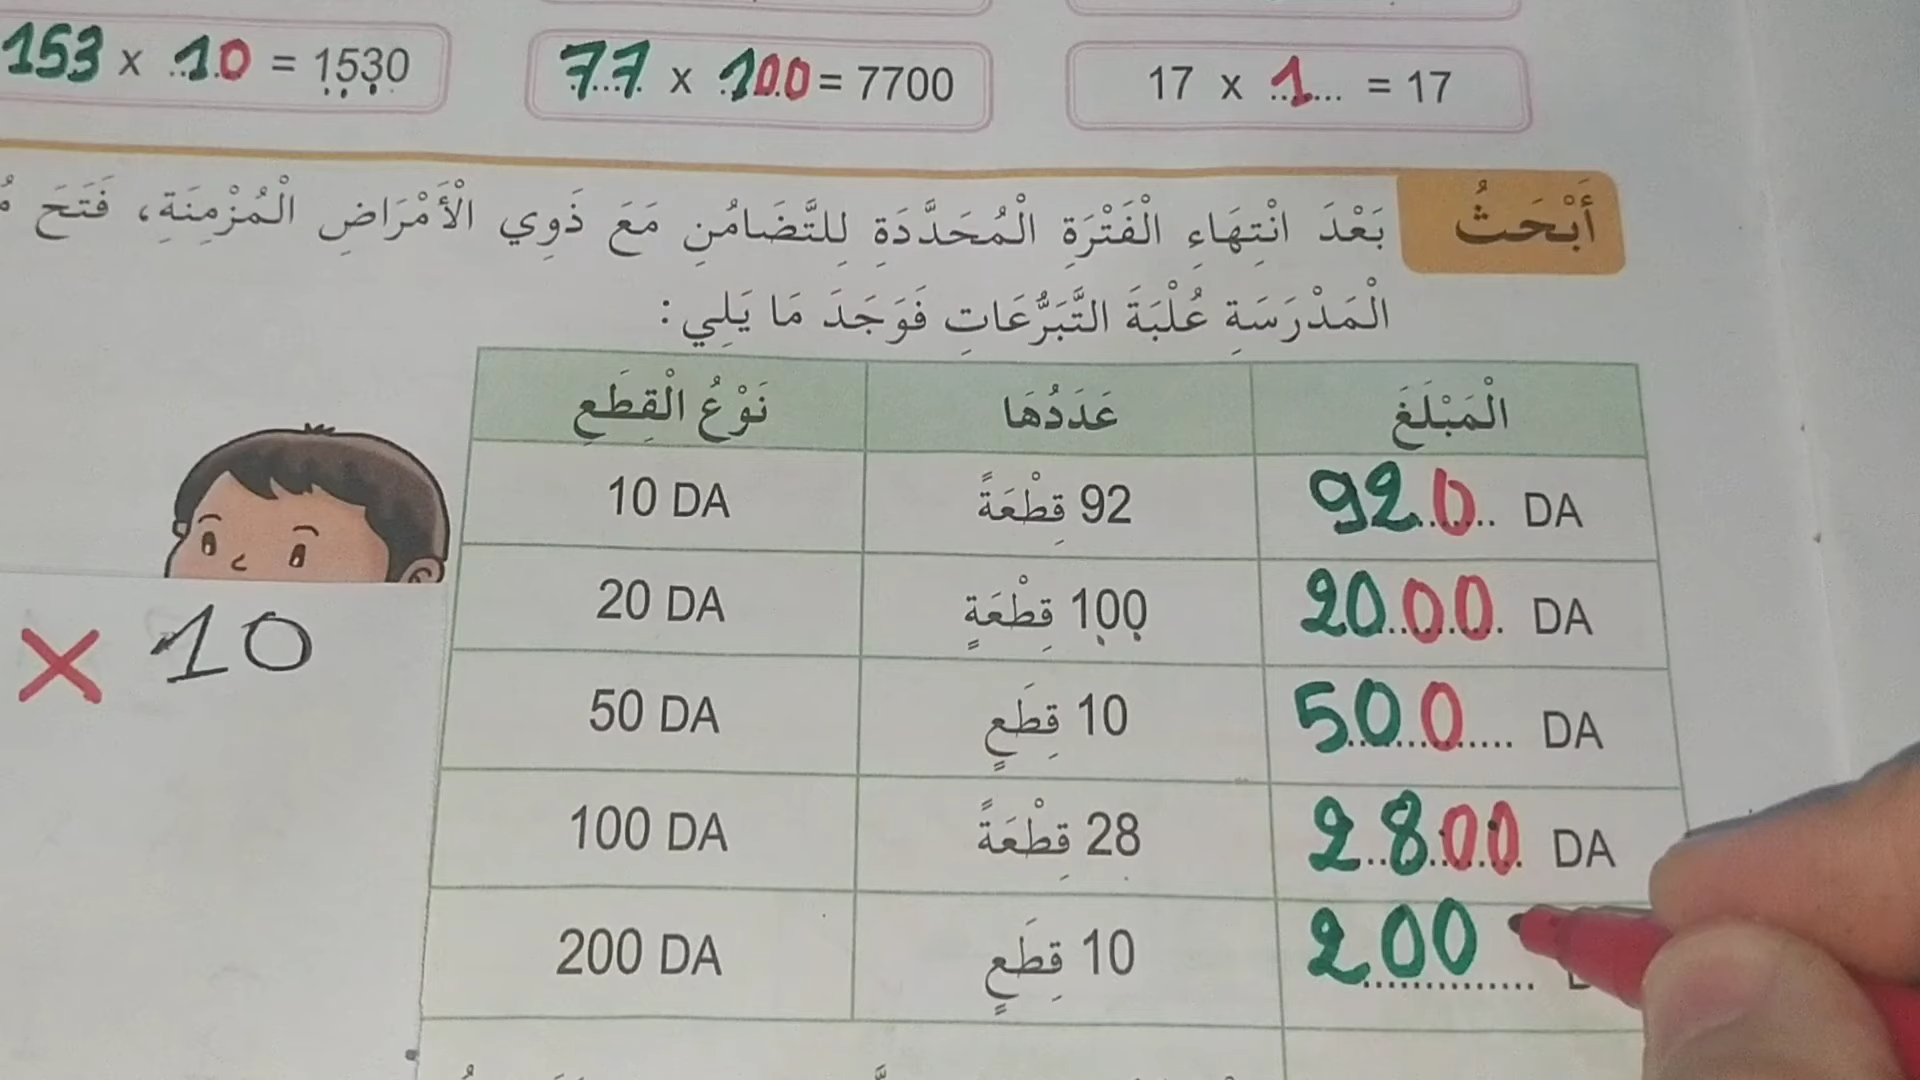 153 x 10 = 1530
77 x 100 = 7700
17 x 1 = 17
أَبْحَثُ
بَعْدَ انْتِهَاءِ الْفَتْرَةِ الْمُحَدَّدَةِ لِلتَّضَامُنِ مَعَ ذَوِي الْأَمْرَاضِ الْمُزْمِنَةِ، فَتَحَ
الْمَدْرَسَةِ عُلْبَةَ التَّبَرُّعَاتِ فَوَجَدَ مَا يَلِي :
نَوْعُ الْقِطَعِ عَدَدُهَا الْمَبْلَغَ
10 DA 92 قِطْعَةً 920 DA
20 DA 100 قِطْعَةٍ 2000 DA
50 DA 10 قِطَعٍ 500 DA
100 DA 28 قِطْعَةً 2800 DA
200 DA 10 قِطَعٍ 200
× 10